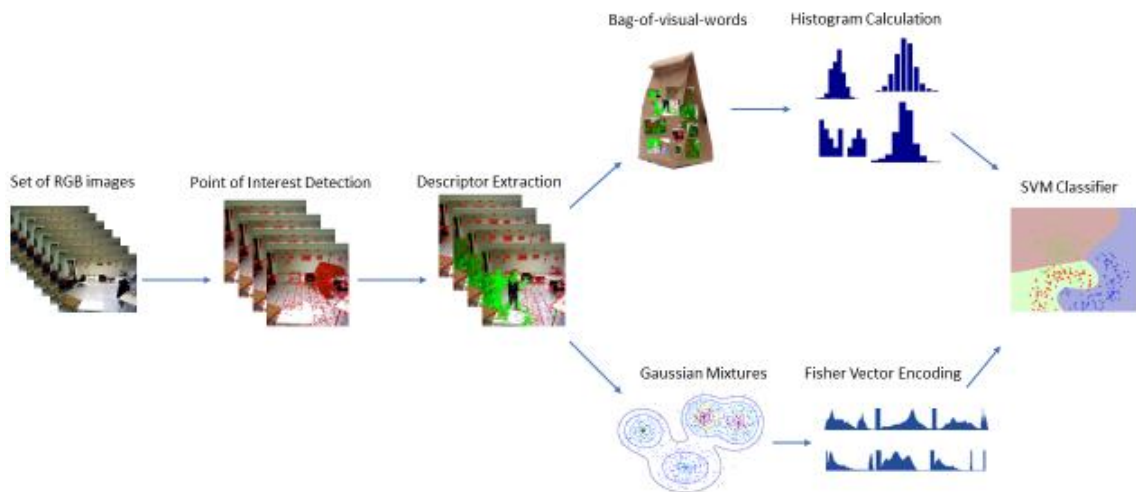 Bag-of-visual-words
Histogram Calculation
Set of RGB images
Point of Interest Detection
Descriptor Extraction
SVM Classifier
Gaussian Mixtures
Fisher Vector Encoding